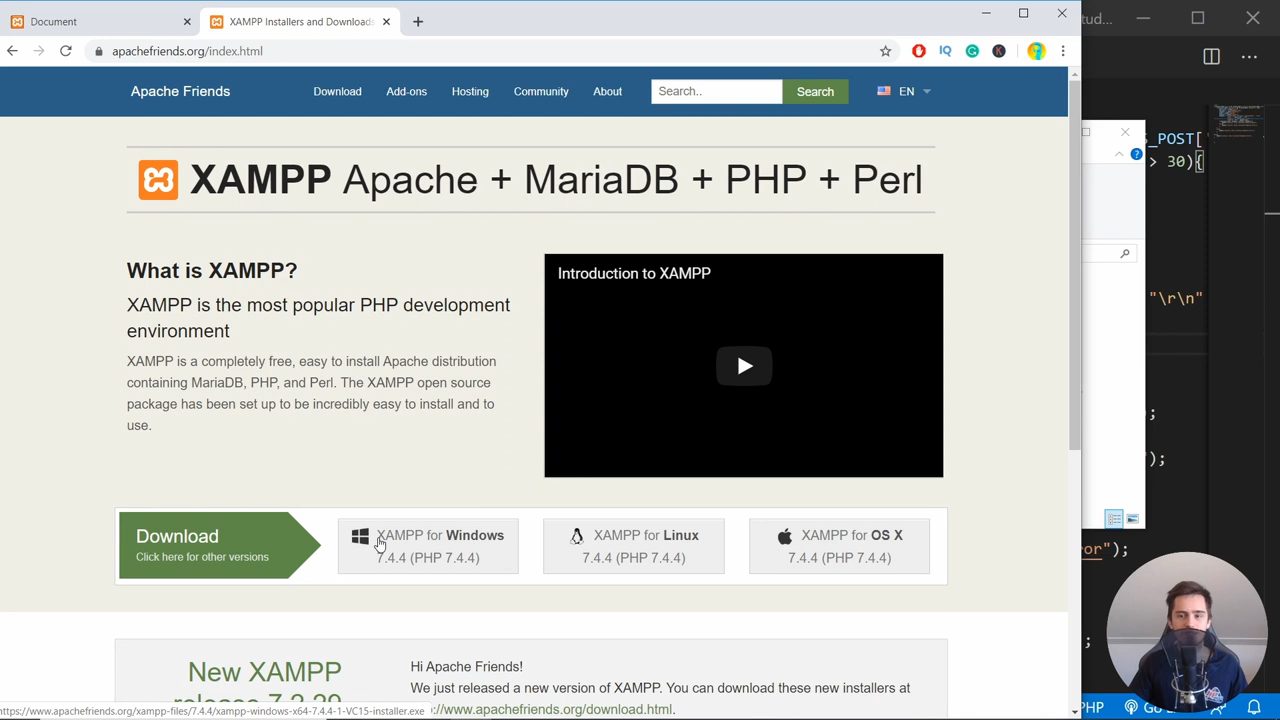 Document
XAMPP Installers and Downloads
apachefriends.org/index.html
Apache Friends
Download
Add-ons
Hosting
Community
About
Search..
Search
EN
XAMPP Apache + MariaDB + PHP + Perl
What is XAMPP?
XAMPP is the most popular PHP development
environment
XAMPP is a completely free, easy to install Apache distribution
containing MariaDB, PHP, and Perl. The XAMPP open source
package has been set up to be incredibly easy to install and to
use.
Introduction to XAMPP
Download
Click here for other versions
XAMPP for Windows
7.4.4 (PHP 7.4.4)
XAMPP for Linux
7.4.4 (PHP 7.4.4)
XAMPP for OS X
7.4.4 (PHP 7.4.4)
New XAMPP
release 7.2.29
Hi Apache Friends!
We just released a new version of XAMPP. You can download these new installers at
://www.apachefriends.org/download.html.
https://www.apachefriends.org/xampp-files/7.4.4/xampp-windows-x64-7.4.4-1-VC15-installer.exe
tud...
S_POST['
> 30){
"\r\n"
);
");
or");
;
PHP
Go